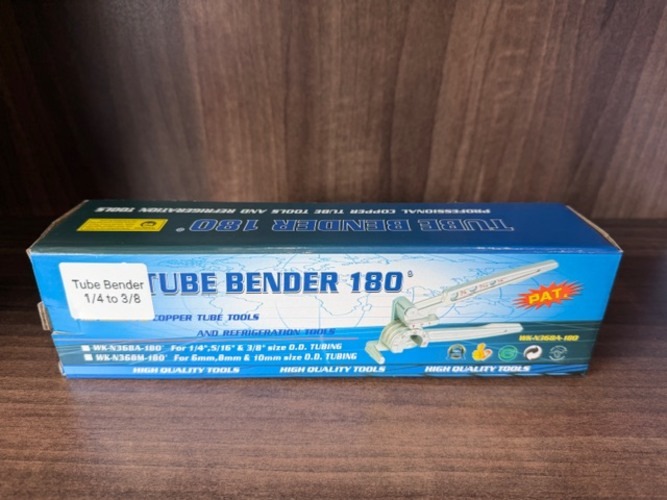 PROFESSIONAL COPPER TUBE TOOLS AND REFRIGERATION TOOLS
TUBE BENDER 180°
Tube Bender
1/4 to 3/8
TUBE BENDER 180°
COPPER TUBE TOOLS
AND REFRIGERATION TOOLS
PAT.
WK-N368A-180
WK-N368A-180° For 1/4",5/16" & 3/8" size O.D. TUBING
WK-N368M-180° For 6mm,8mm & 10mm size O.D. TUBING
HIGH QUALITY TOOLS HIGH QUALITY TOOLS HIGH QUALITY TOOLS